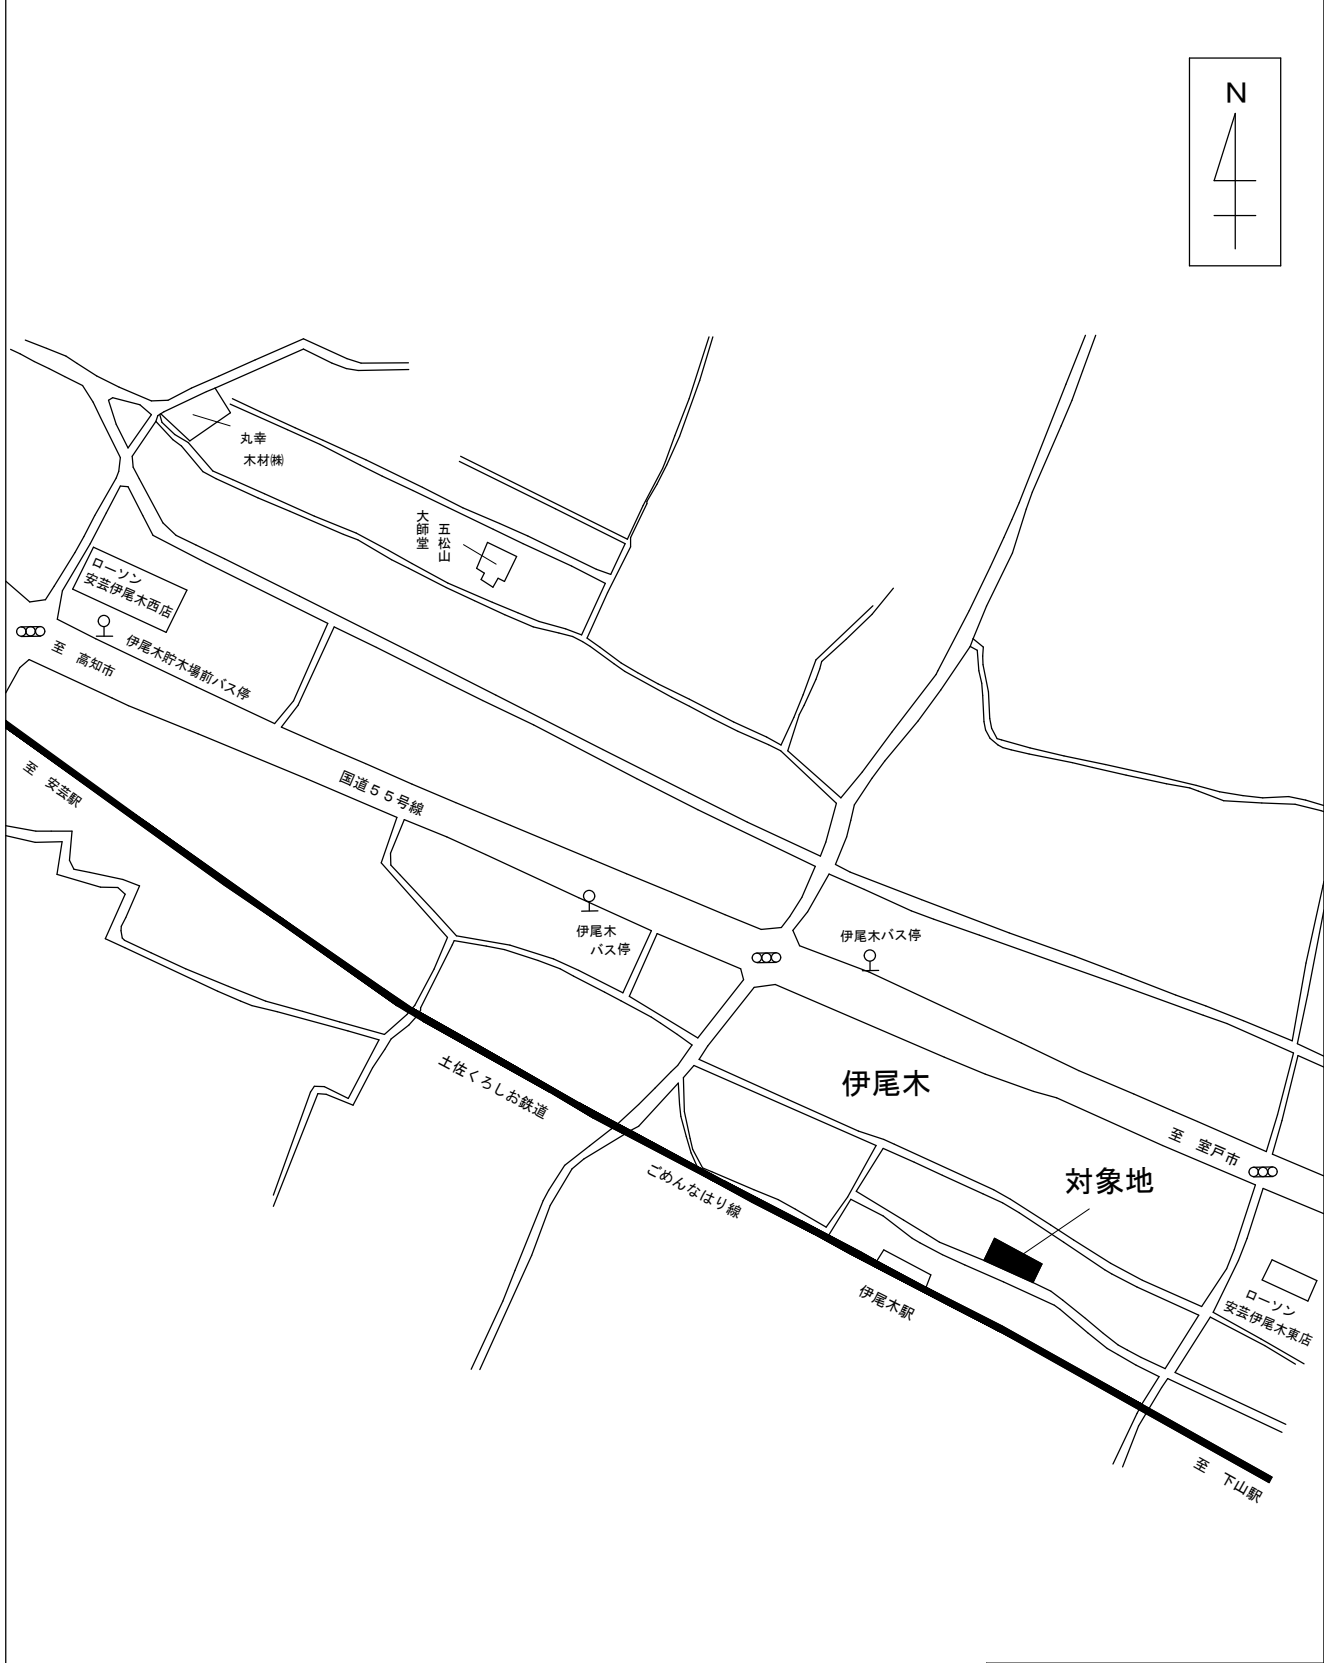 N
丸幸
木材㈱
五松山
大師堂
ローソン
安芸伊尾木西店
伊尾木貯木場前バス停
至　高知市
至　安芸駅
国道５５号線
伊尾木
バス停
伊尾木バス停
土佐くろしお鉄道
伊尾木
至　室戸市
対象地
ごめんなはり線
伊尾木駅
ローソン
安芸伊尾木東店
至　下山駅